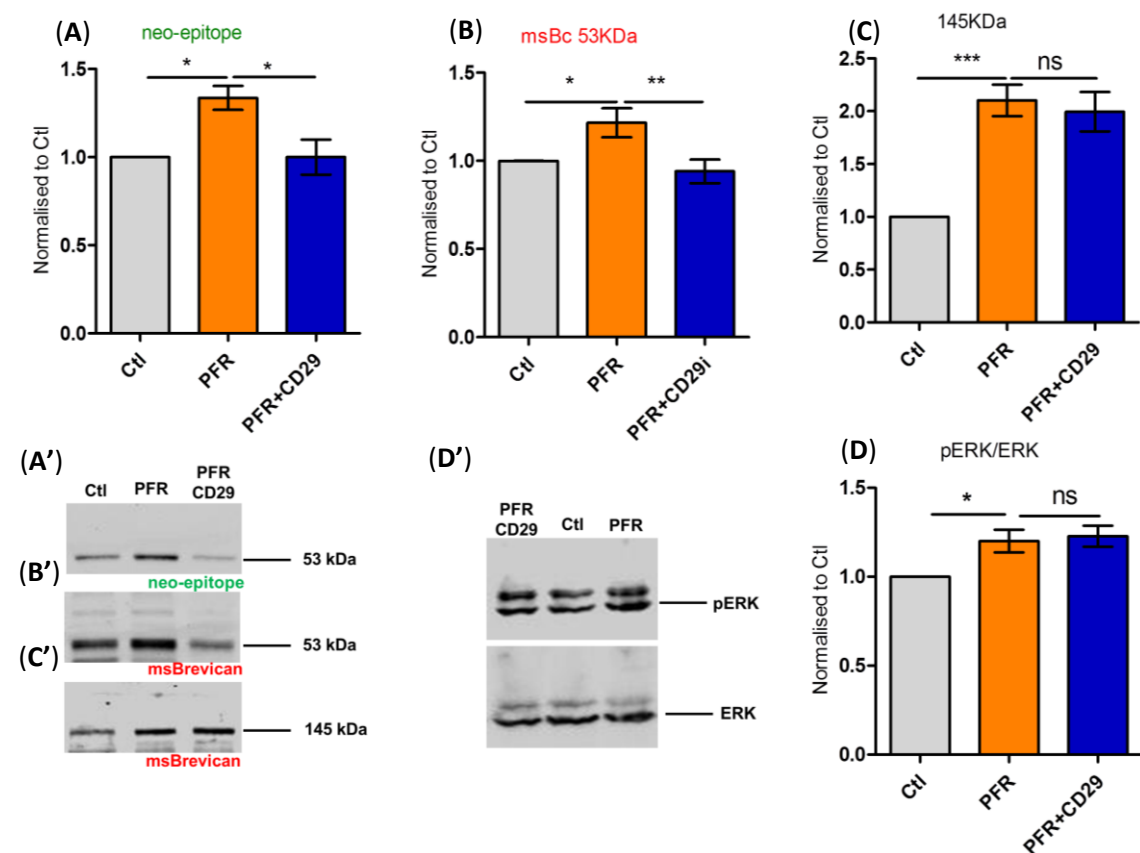 (A)
neo-epitope
* *
Normalised to Ctl
1.5
1.0
0.5
0.0
Ctl
PFR
PFR+CD29
(B)
msBc 53KDa
* **
Normalised to Ctl
1.5
1.0
0.5
0.0
Ctl
PFR
PFR+CD29i
(C)
145KDa
*** ns
Normalised to Ctl
2.5
2.0
1.5
1.0
2.5
0.0
Ctl
PFR
PFR+CD29
(A’)
Ctl PFR PFR CD29
53 kDa
neo-epitope
(B’)
53 kDa
msBrevican
(C’)
145 kDa
msBrevican
(D’)
PFR CD29 Ctl PFR
pERK
ERK
(D)
pERK/ERK
* ns
Normalised to Ctl
1.5
1.0
0.5
0.0
Ctl
PFR
PFR+CD29